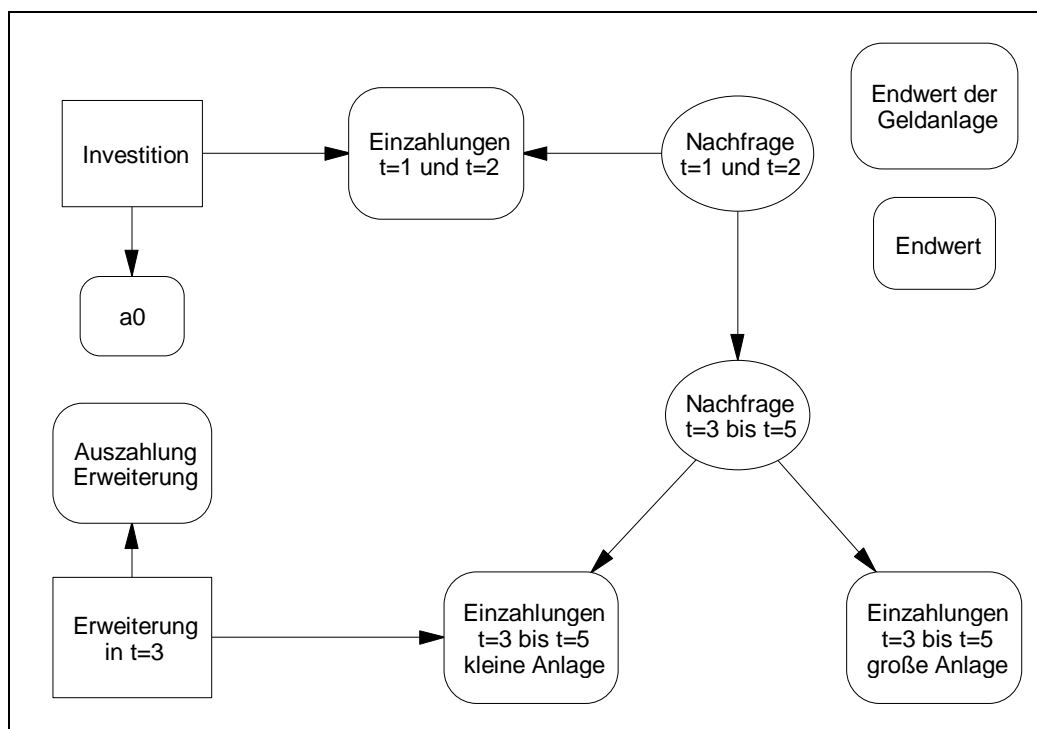 Investition
Einzahlungen
t=1 und t=2
Nachfrage
t=1 und t=2
Endwert der
Geldanlage
Endwert
a0
Nachfrage
t=3 bis t=5
Auszahlung
Erweiterung
Erweiterung
in t=3
Einzahlungen
t=3 bis t=5
kleine Anlage
Einzahlungen
t=3 bis t=5
große Anlage